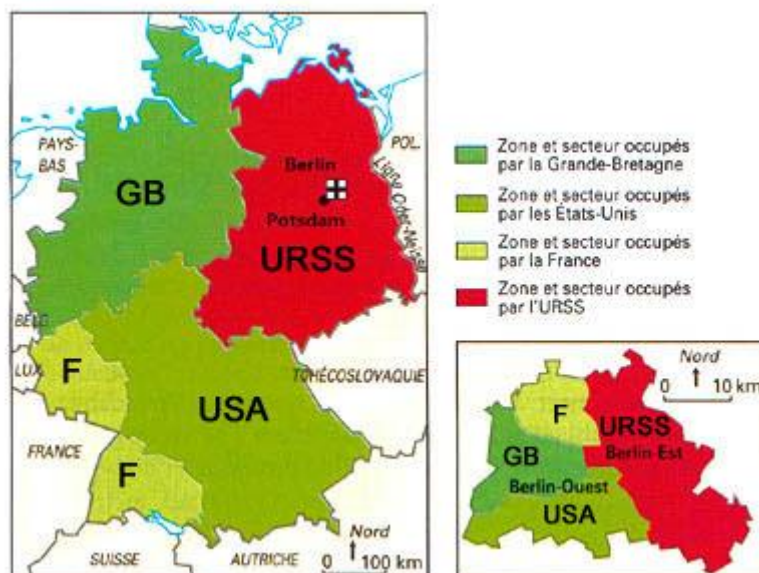 PAYS-
BAS
POL.
Berlin
Ligne Oder-Neisse
GB
Potsdam
URSS
BELG.
LUX.
F
USA
TCHÉCOSLOVAQUIE
FRANCE
F
Nord
0 100 km
SUISSE
AUTRICHE
Zone et secteur occupés
par la Grande-Bretagne
Zone et secteur occupés
par les États-Unis
Zone et secteur occupés
par la France
Zone et secteur occupés
par l'URSS
Nord
0 10 km
F
URSS
Berlin-Est
GB
Berlin-Ouest
USA